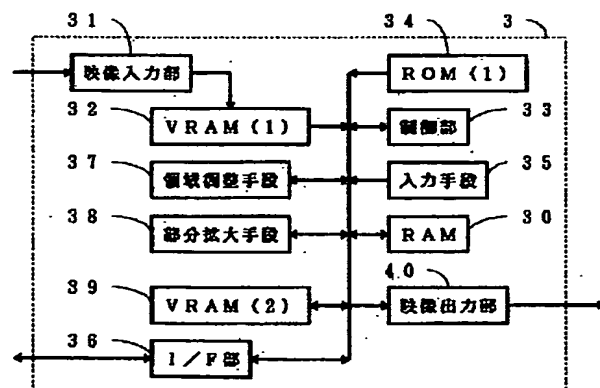 31
34
3
映像入力部
ROM(1)
32
33
VRAM(1)
制御部
37
35
領域調整手段
入力手段
38
30
部分拡大手段
RAM
39
40
VRAM(2)
映像出力部
36
I/F部